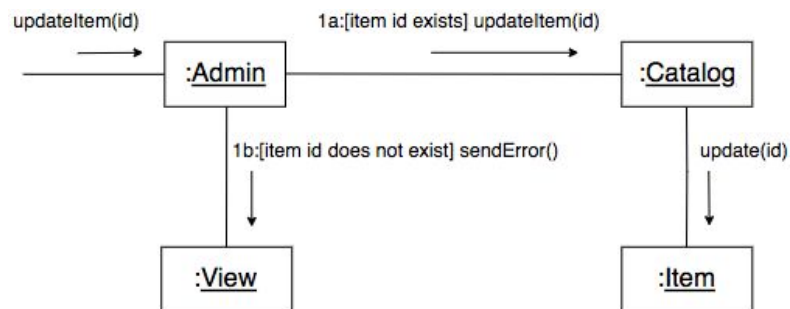 updateItem(id)
1a:[item id exists] updateItem(id)
:Admin
:Catalog
1b:[item id does not exist] sendError()
update(id)
:View
:Item